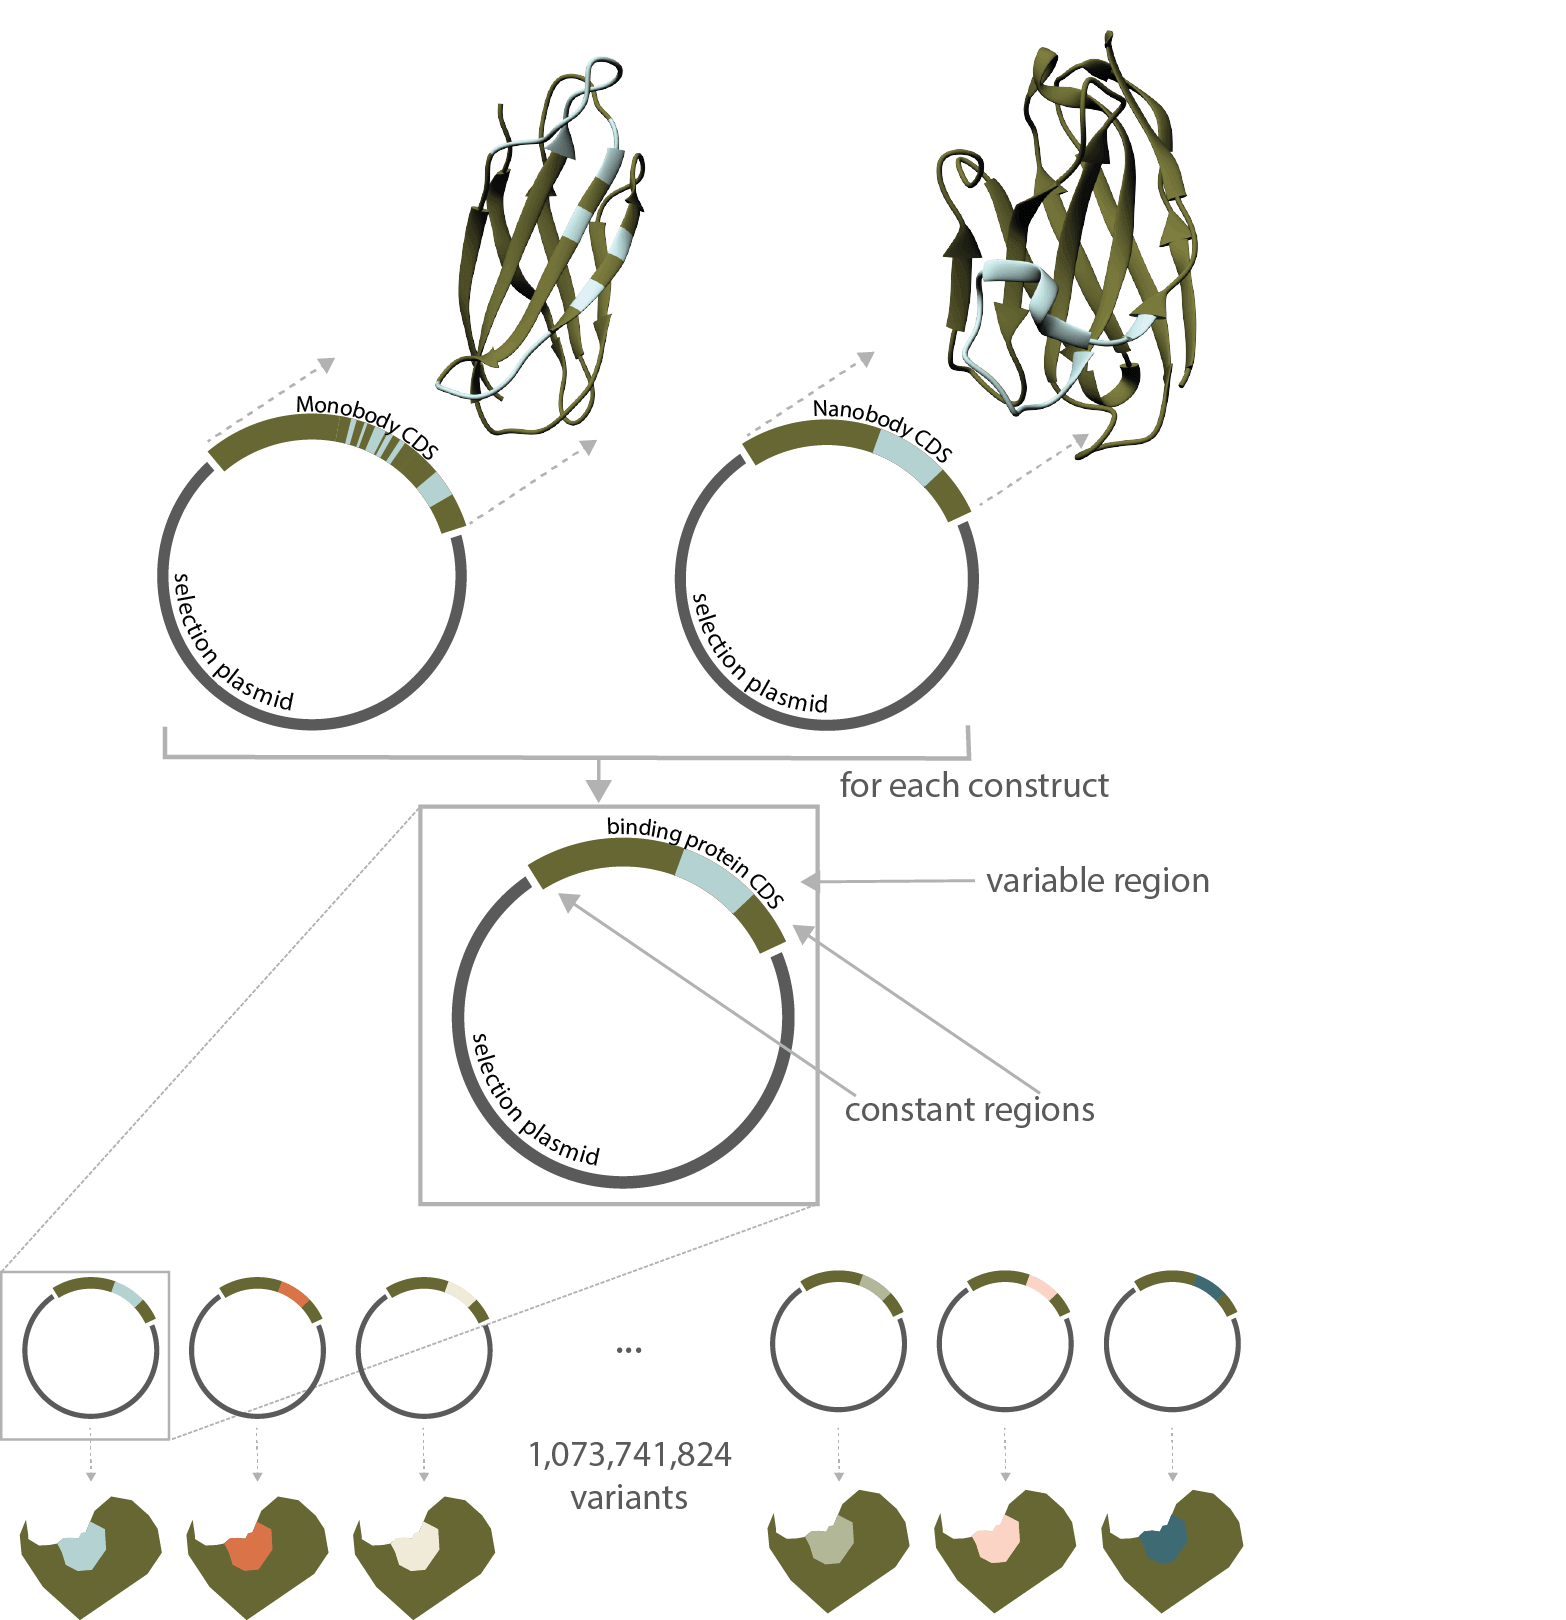 Monobody CDS
Nanobody CDS
selection plasmid
selection plasmid
for each construct
binding protein CDS
variable region
selection plasmid
constant regions
...
1,073,741,824
variants